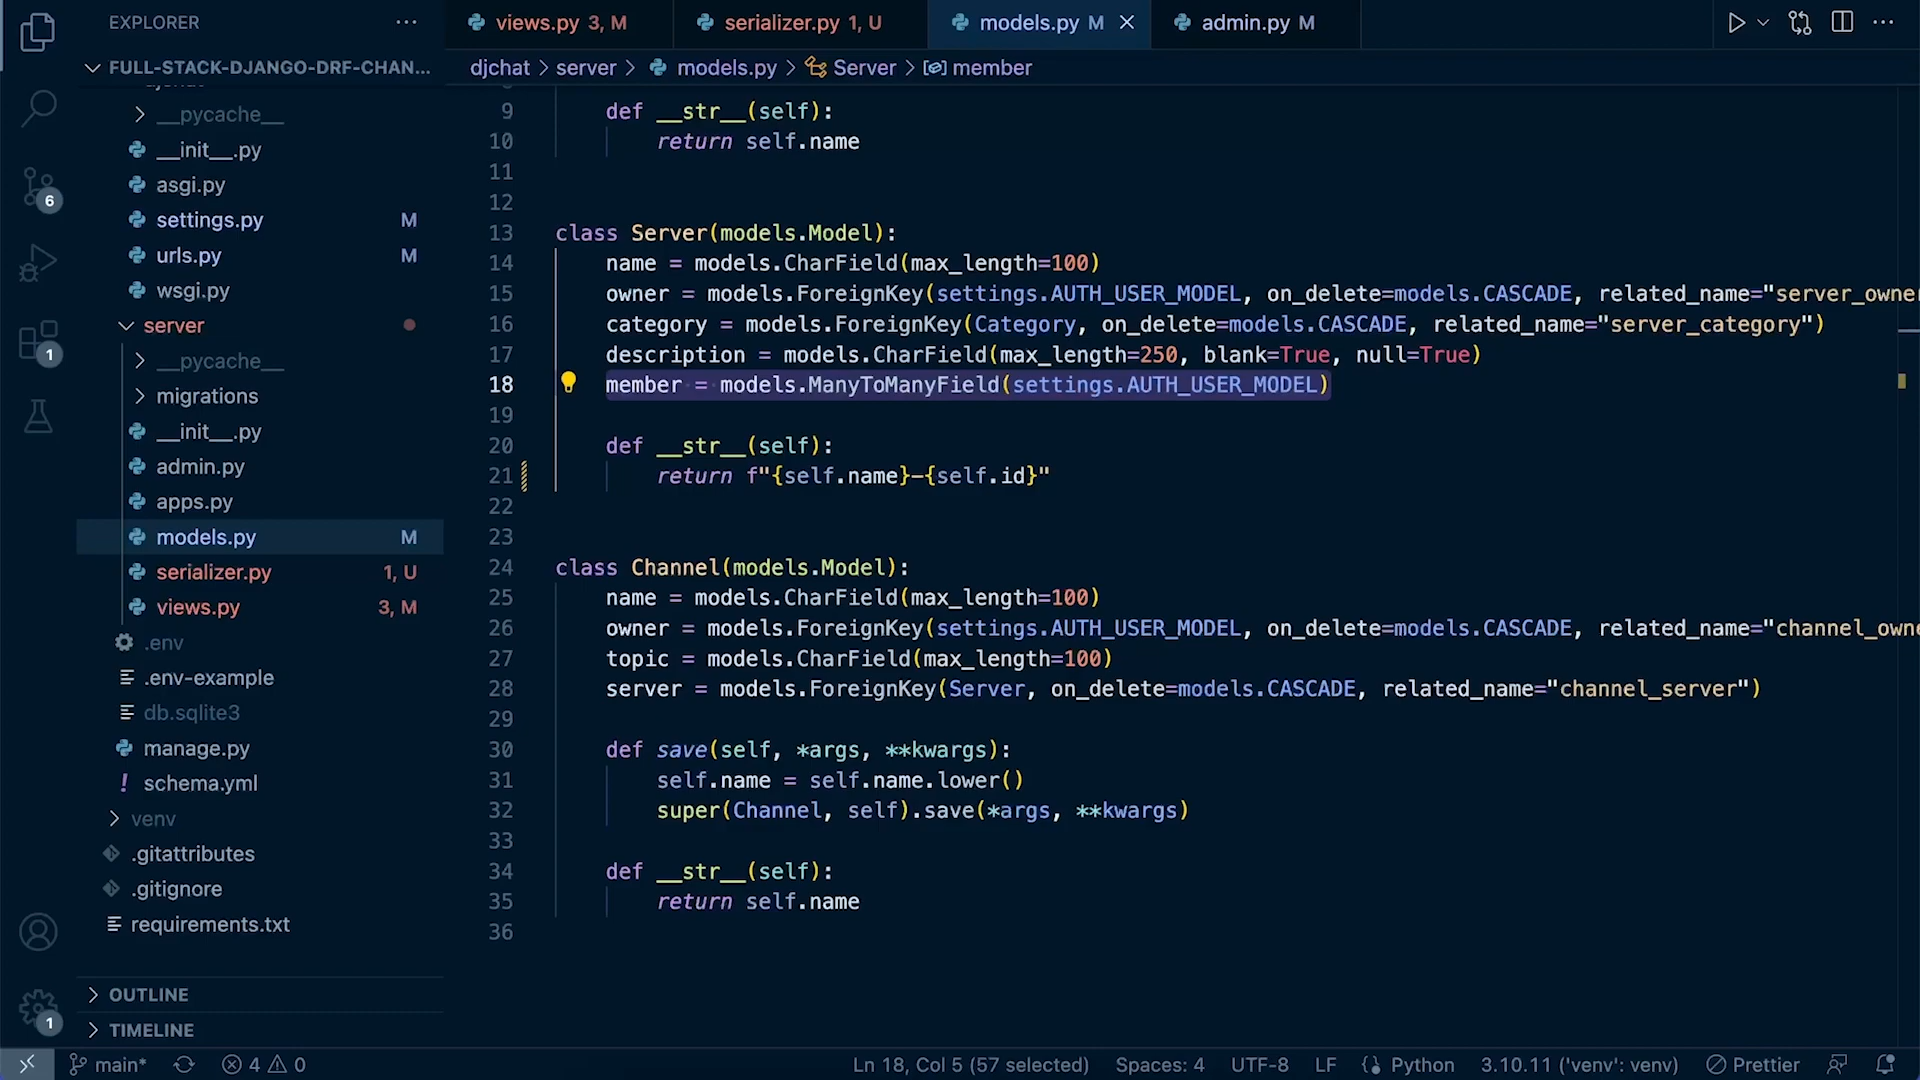 EXPLORER
FULL-STACK-DJANGO-DRF-CHAN...
__pycache__
__init__.py
asgi.py
settings.py M
urls.py M
wsgi.py
server
__pycache__
migrations
__init__.py
admin.py
apps.py
models.py M
serializer.py 1, U
views.py 3, M
.env
.env-example
db.sqlite3
manage.py
! schema.yml
venv
.gitattributes
.gitignore
requirements.txt
OUTLINE
TIMELINE
6
1
1
views.py 3, M
serializer.py 1, U
models.py M
admin.py M
djchat > server > models.py > Server > member
9 def __str__(self):
10 return self.name
11
12
13 class Server(models.Model):
14 name = models.CharField(max_length=100)
15 owner = models.ForeignKey(settings.AUTH_USER_MODEL, on_delete=models.CASCADE, related_name="server_owner
16 category = models.ForeignKey(Category, on_delete=models.CASCADE, related_name="server_category")
17 description = models.CharField(max_length=250, blank=True, null=True)
18 member = models.ManyToManyField(settings.AUTH_USER_MODEL)
19
20 def __str__(self):
21 return f"{self.name}-{self.id}"
22
23
24 class Channel(models.Model):
25 name = models.CharField(max_length=100)
26 owner = models.ForeignKey(settings.AUTH_USER_MODEL, on_delete=models.CASCADE, related_name="channel_owne
27 topic = models.CharField(max_length=100)
28 server = models.ForeignKey(Server, on_delete=models.CASCADE, related_name="channel_server")
29
30 def save(self, *args, **kwargs):
31 self.name = self.name.lower()
32 super(Channel, self).save(*args, **kwargs)
33
34 def __str__(self):
35 return self.name
36
main* 4 0
Ln 18, Col 5 (57 selected) Spaces: 4 UTF-8 LF Python 3.10.11 ('venv': venv) Prettier